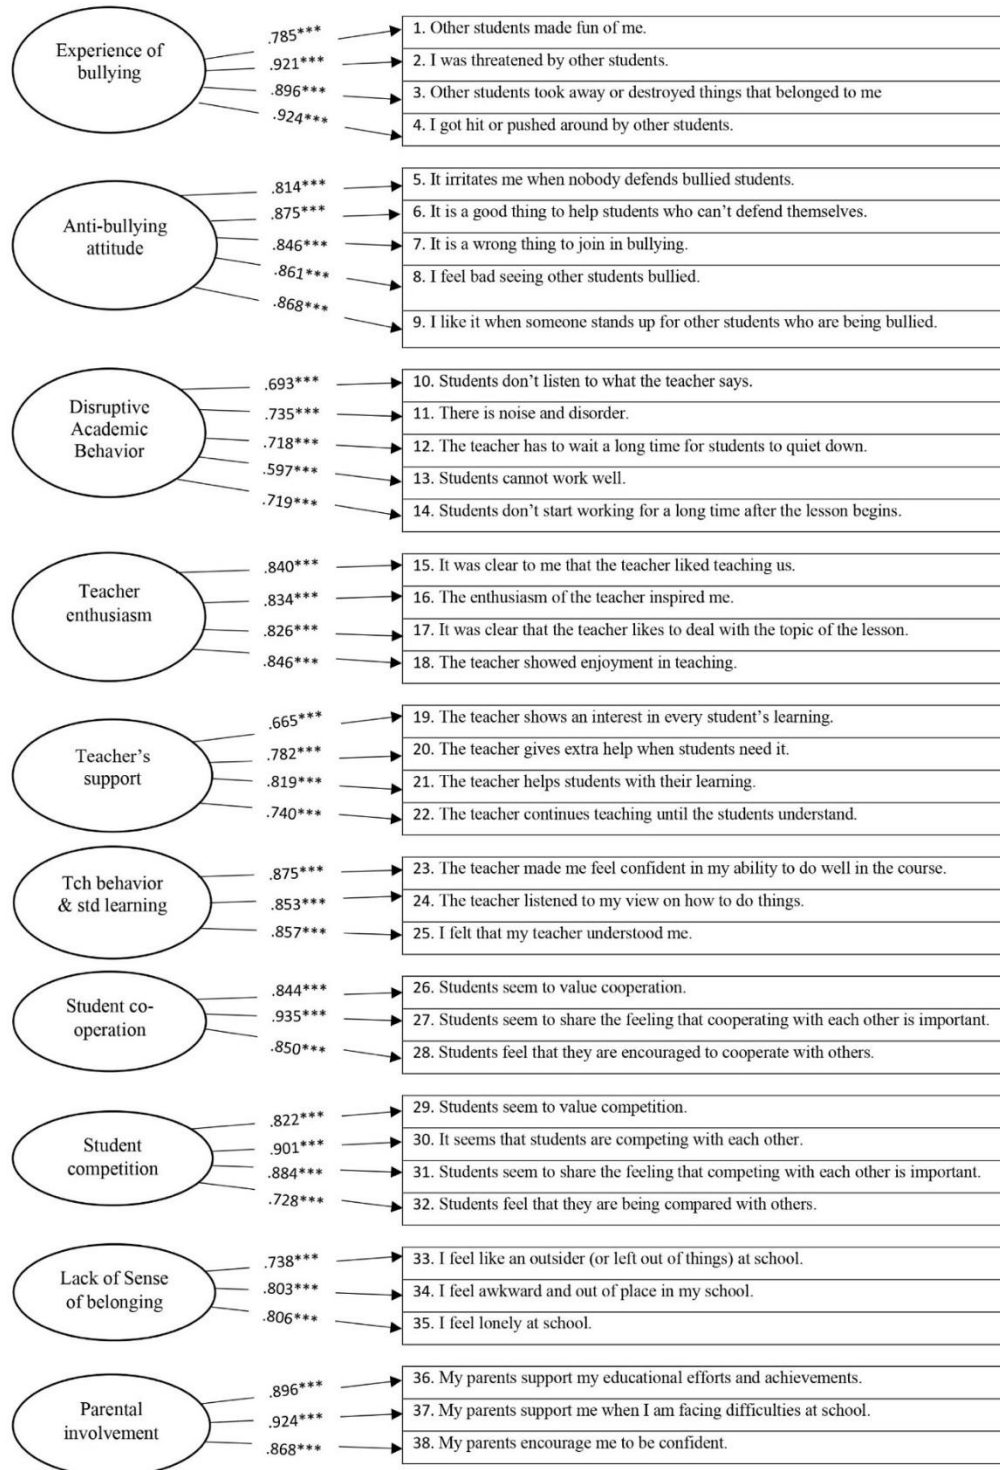 Experience of
bullying
.785***
.921***
.896***
.924***
1. Other students made fun of me.
2. I was threatened by other students.
3. Other students took away or destroyed things that belonged to me
4. I got hit or pushed around by other students.
Anti-bullying
attitude
.814***
.875***
.846***
.861***
.868***
5. It irritates me when nobody defends bullied students.
6. It is a good thing to help students who can't defend themselves.
7. It is a wrong thing to join in bullying.
8. I feel bad seeing other students bullied.
9. I like it when someone stands up for other students who are being bullied.
Disruptive
Academic
Behavior
.693***
.735***
.718***
.597***
.719***
10. Students don't listen to what the teacher says.
11. There is noise and disorder.
12. The teacher has to wait a long time for students to quiet down.
13. Students cannot work well.
14. Students don't start working for a long time after the lesson begins.
Teacher
enthusiasm
.840***
.834***
.826***
.846***
15. It was clear to me that the teacher liked teaching us.
16. The enthusiasm of the teacher inspired me.
17. It was clear that the teacher likes to deal with the topic of the lesson.
18. The teacher showed enjoyment in teaching.
Teacher's
support
.665***
.782***
.819***
.740***
19. The teacher shows an interest in every student's learning.
20. The teacher gives extra help when students need it.
21. The teacher helps students with their learning.
22. The teacher continues teaching until the students understand.
Tch behavior
& std learning
.875***
.853***
.857***
23. The teacher made me feel confident in my ability to do well in the course.
24. The teacher listened to my view on how to do things.
25. I felt that my teacher understood me.
Student co-
operation
.844***
.935***
.850***
26. Students seem to value cooperation.
27. Students seem to share the feeling that cooperating with each other is important.
28. Students feel that they are encouraged to cooperate with others.
Student
competition
.822***
.901***
.884***
.728***
29. Students seem to value competition.
30. It seems that students are competing with each other.
31. Students seem to share the feeling that competing with each other is important.
32. Students feel that they are being compared with others.
Lack of Sense
of belonging
.738***
.803***
.806***
33. I feel like an outsider (or left out of things) at school.
34. I feel awkward and out of place in my school.
35. I feel lonely at school.
Parental
involvement
.896***
.924***
.868***
36. My parents support my educational efforts and achievements.
37. My parents support me when I am facing difficulties at school.
38. My parents encourage me to be confident.